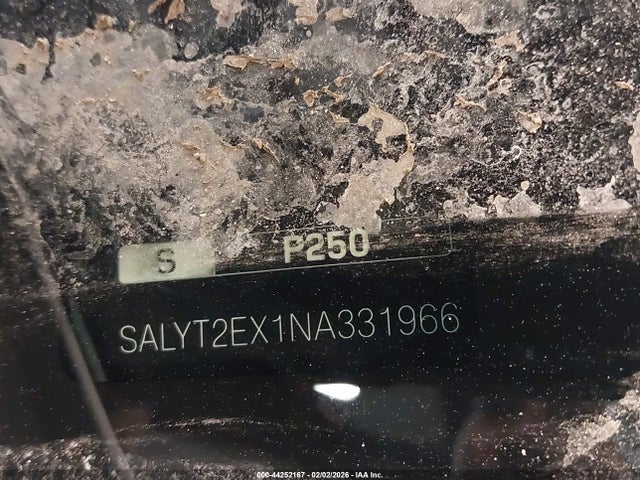 S P250
SALYT2EX1NA331966
000-44252167 - 02/02/2026 - IAA Inc.